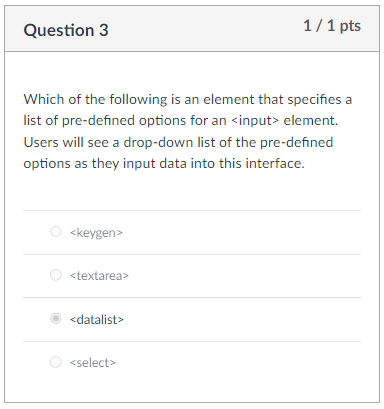 Question 3
1 / 1 pts
Which of the following is an element that specifies a
list of pre-defined options for an <input> element.
Users will see a drop-down list of the pre-defined
options as they input data into this interface.
<keygen>
<textarea>
<datalist>
<select>